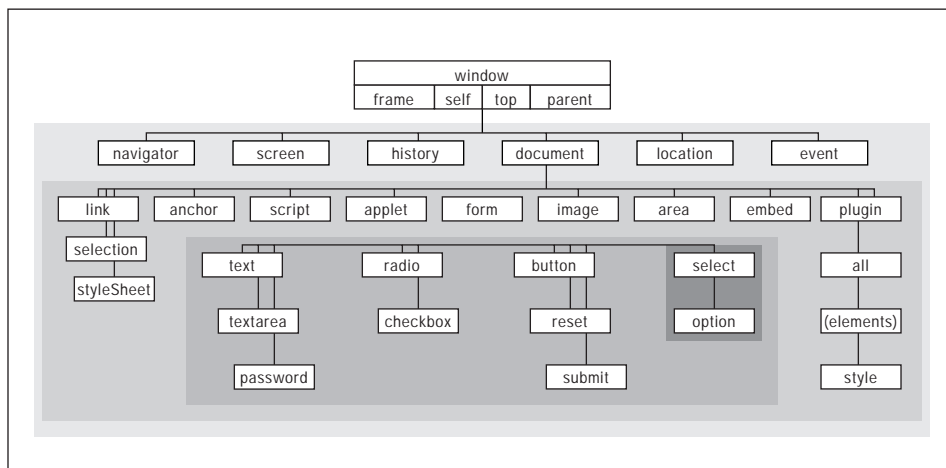 window
frame self top parent
navigator screen history document location event
link anchor script applet form image area embed plugin
selection text radio button select all
styleSheet
textarea checkbox reset option (elements)
password submit style